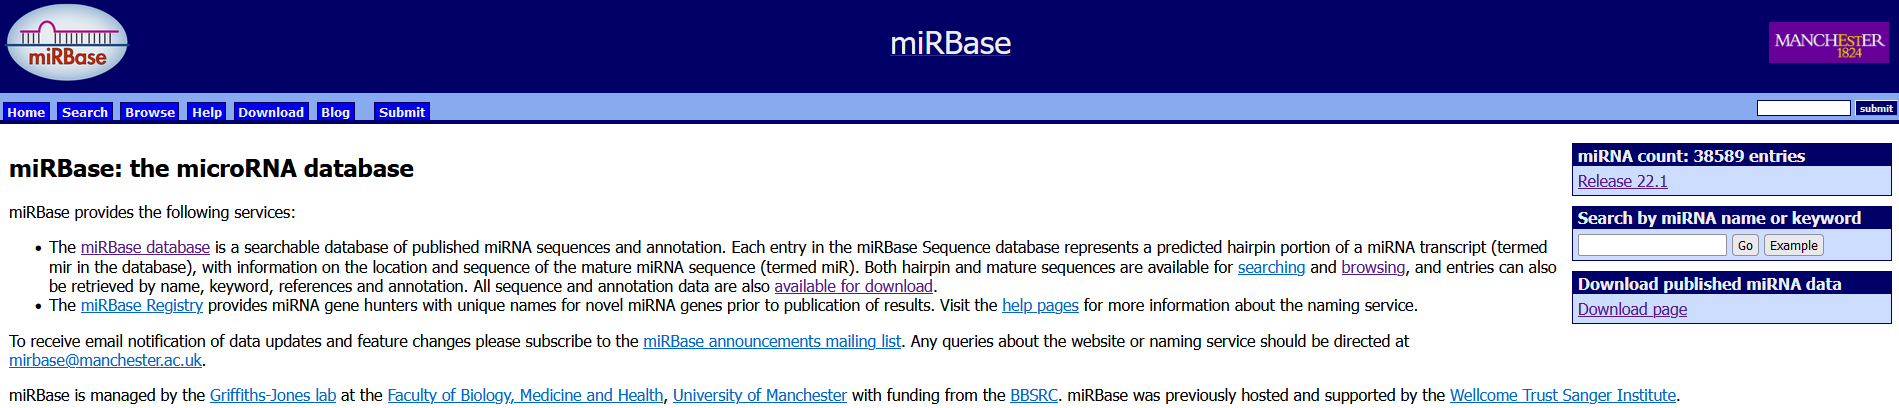 miRBase
miRBase
MANCHESTER
1824
Home Search Browse Help Download Blog Submit
submit
miRNA count: 38589 entries
Release 22.1
Search by miRNA name or keyword
Go Example
Download published miRNA data
Download page
miRBase: the microRNA database
miRBase provides the following services:
• The miRBase database is a searchable database of published miRNA sequences and annotation. Each entry in the miRBase Sequence database represents a predicted hairpin portion of a miRNA transcript (termed
mir in the database), with information on the location and sequence of the mature miRNA sequence (termed miR). Both hairpin and mature sequences are available for searching and browsing, and entries can also
be retrieved by name, keyword, references and annotation. All sequence and annotation data are also available for download.
• The miRBase Registry provides miRNA gene hunters with unique names for novel miRNA genes prior to publication of results. Visit the help pages for more information about the naming service.
To receive email notification of data updates and feature changes please subscribe to the miRBase announcements mailing list. Any queries about the website or naming service should be directed at
mirbase@manchester.ac.uk.
miRBase is managed by the Griffiths-Jones lab at the Faculty of Biology, Medicine and Health, University of Manchester with funding from the BBSRC. miRBase was previously hosted and supported by the Wellcome Trust Sanger Institute.